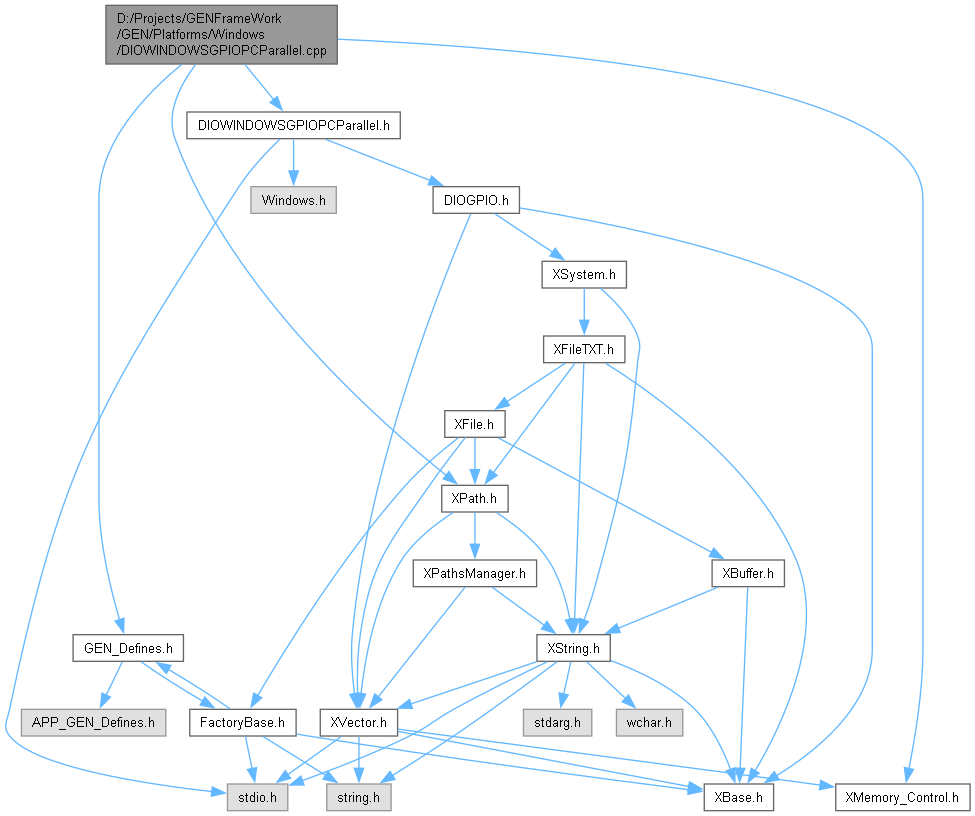 D:/Projects/GENFrameWork
/GEN/Platforms/Windows
/DIOWINDOWSGPIOPCParallel.cpp
DIOWINDOWSGPIOPCParallel.h
Windows.h
DIOGPIO.h
XSystem.h
XFileTXT.h
XFile.h
XPath.h
XPathsManager.h
XBuffer.h
GEN_Defines.h
XString.h
APP_GEN_Defines.h
FactoryBase.h
XVector.h
stdarg.h
wchar.h
stdio.h
string.h
XBase.h
XMemory_Control.h